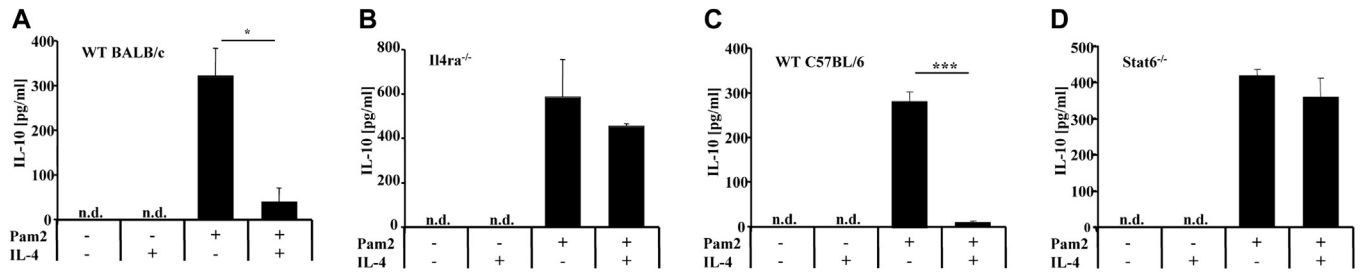 A
WT BALB/c
*
IL-10 [pg/ml]
400
300
200
100
0
n.d. n.d.
Pam2 - - + +
IL-4 - + - +
B
Il4ra-/-
IL-10 [pg/ml]
800
600
400
200
0
n.d. n.d.
Pam2 - - + +
IL-4 - + - +
C
WT C57BL/6
***
IL-10 [pg/ml]
400
300
200
100
0
n.d. n.d.
Pam2 - - + +
IL-4 - + - +
D
Stat6-/-
IL-10 [pg/ml]
500
400
300
200
100
0
n.d. n.d.
Pam2 - - + +
IL-4 - + - +